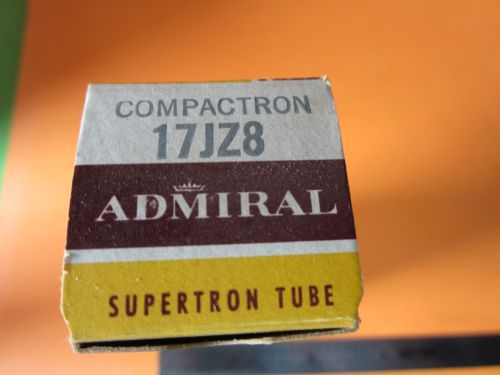 COMPACTRON
17JZ8
ADMIRAL
SUPERTRON TUBE